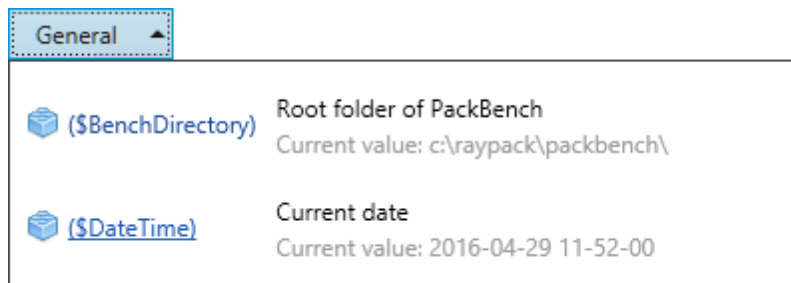 General
($BenchDirectory)
Root folder of PackBench
Current value: c:\raypack\packbench\
($DateTime)
Current date
Current value: 2016-04-29 11-52-00